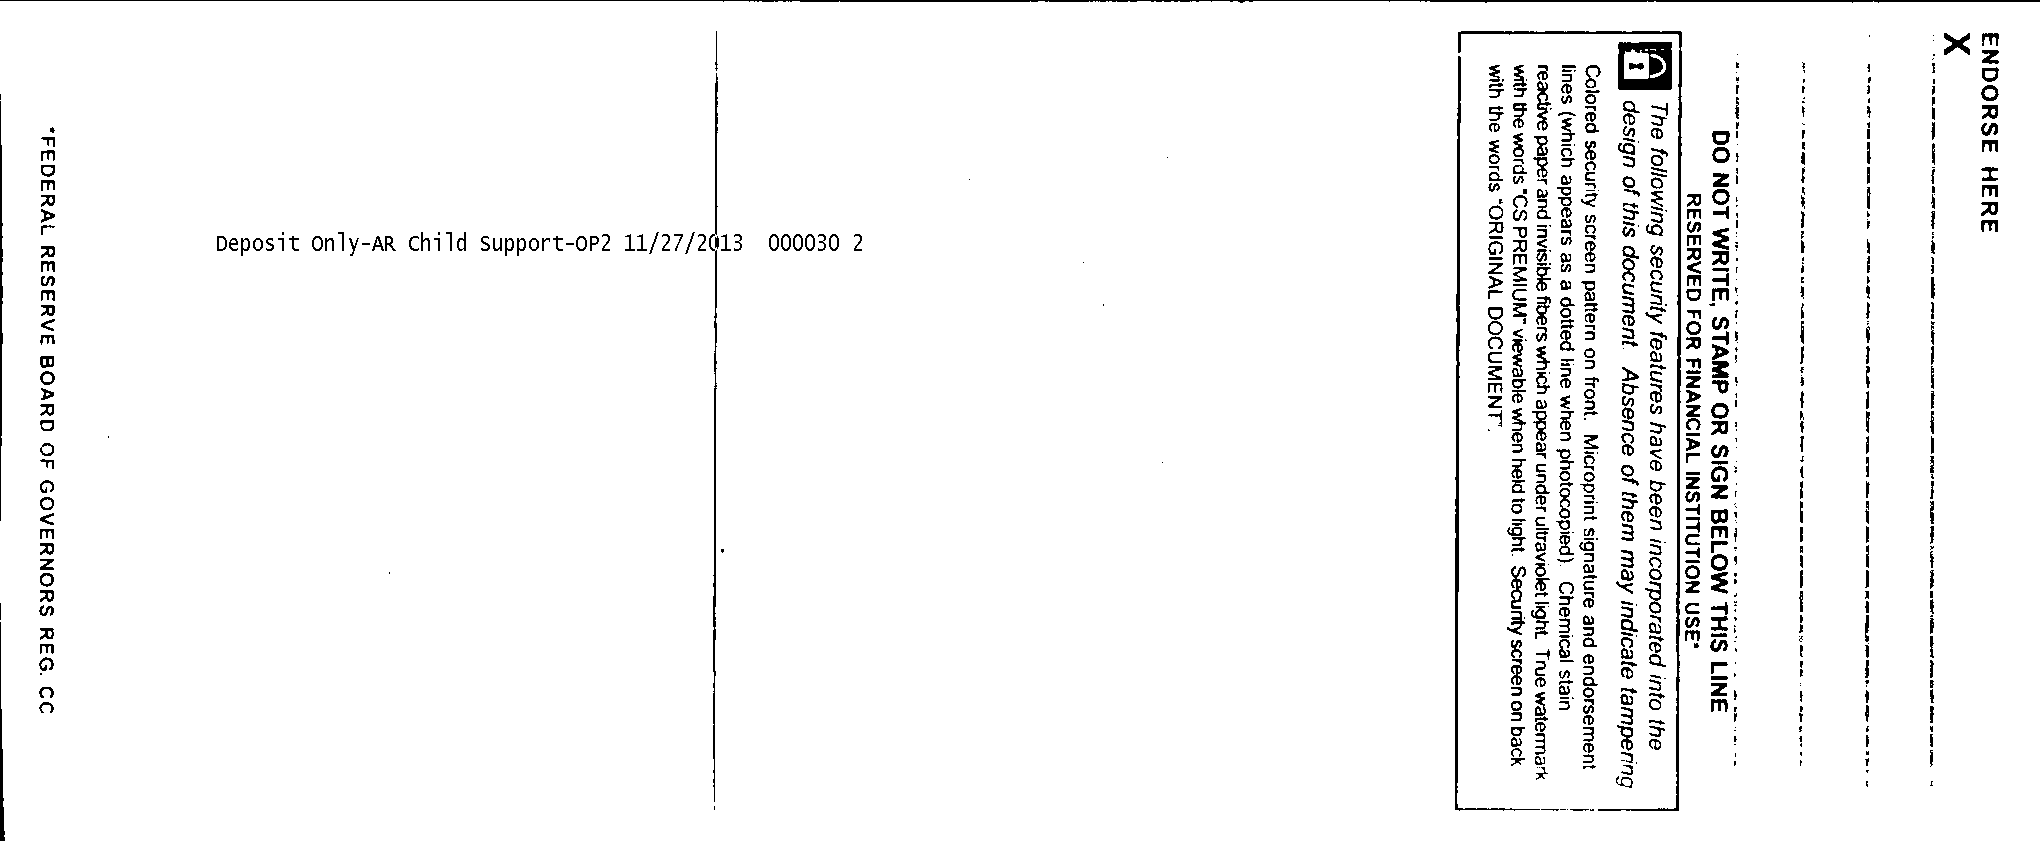 ENDORSE HERE
X
DO NOT WRITE, STAMP OR SIGN BELOW THIS LINE
RESERVED FOR FINANCIAL INSTITUTION USE*
The following security features have been incorporated into the
design of this document. Absence of them may indicate tampering
Colored security screen pattern on front. Microprint signature and endorsement
lines (which appears as a dotted line when photocopied). Chemical stain
reactive paper and invisible fibers which appear under ultraviolet light. True watermark
with the words "CS PREMIUM" viewable when held to light. Security screen on back
with the words "ORIGINAL DOCUMENT".
Deposit Only-AR Child Support-OP2 11/27/2013 000030 2
*FEDERAL RESERVE BOARD OF GOVERNORS REG. CC